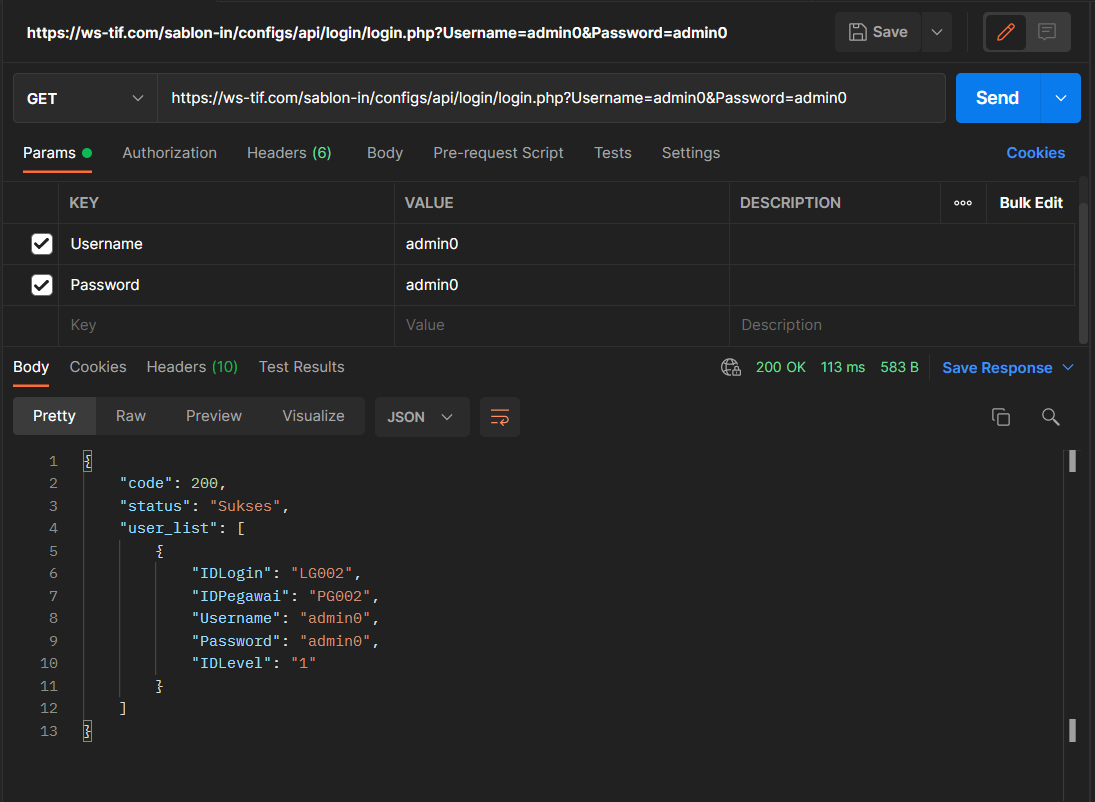 https://ws-tif.com/sablon-in/configs/api/login/login.php?Username=admin0&Password=admin0 Save
GET https://ws-tif.com/sablon-in/configs/api/login/login.php?Username=admin0&Password=admin0 Send
Params Authorization Headers (6) Body Pre-request Script Tests Settings Cookies
KEY VALUE DESCRIPTION ooo Bulk Edit
Username admin0
Password admin0
Key Value Description
Body Cookies Headers (10) Test Results 200 OK 113 ms 583 B Save Response
Pretty Raw Preview Visualize JSON
1 {
2 "code": 200,
3 "status": "Sukses",
4 "user_list": [
5 {
6 "IDLogin": "LG002",
7 "IDPegawai": "PG002",
8 "Username": "admin0",
9 "Password": "admin0",
10 "IDLevel": "1"
11 }
12 ]
13 }